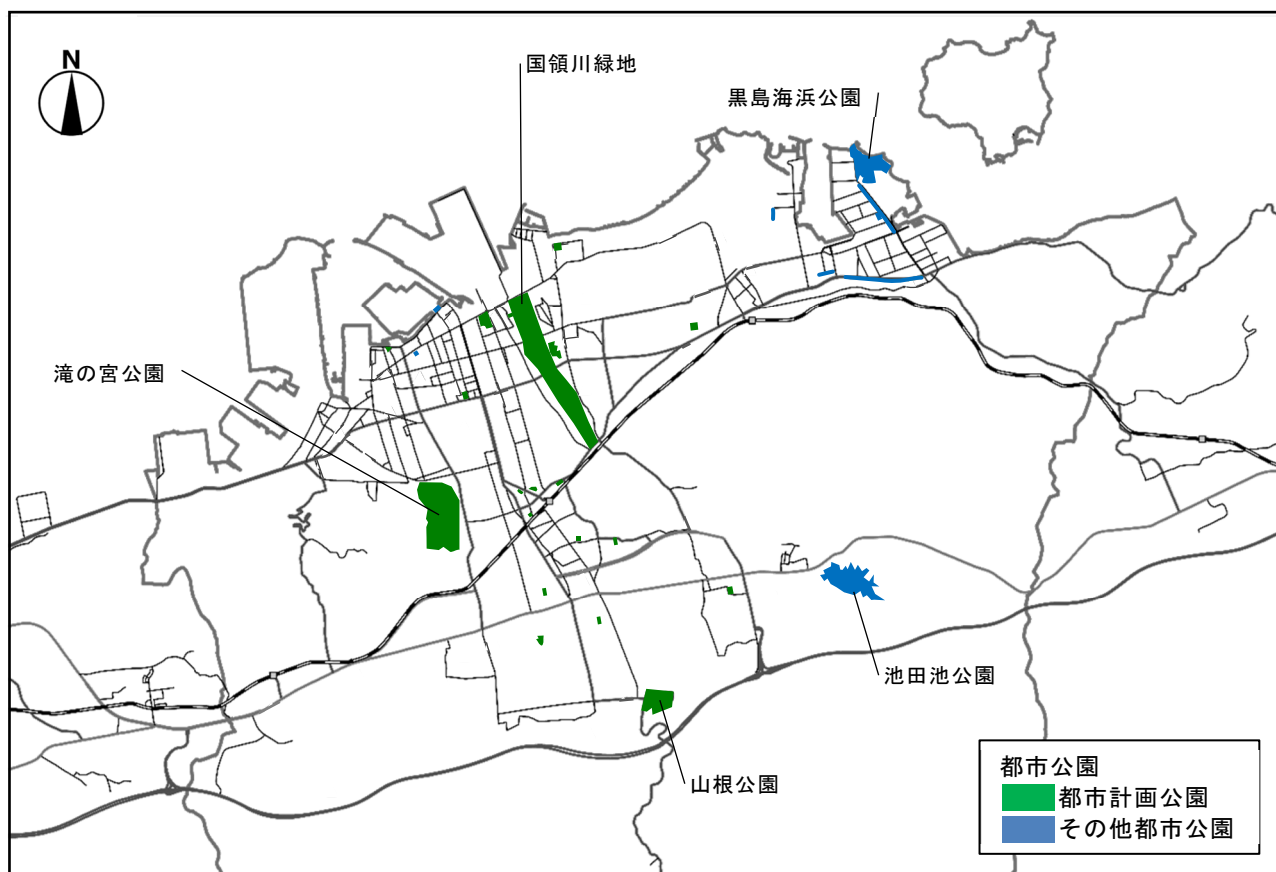 N
国領川緑地
黒島海浜公園
滝の宮公園
池田池公園
山根公園
都市公園
都市計画公園
その他都市公園